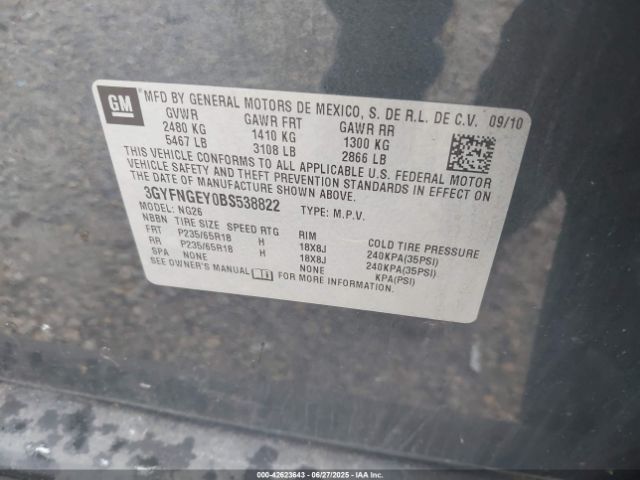 GM
MFD BY GENERAL MOTORS DE MEXICO, S. DE R.L. DE C.V. 09/10
GVWR GAWR FRT GAWR RR
2480 KG 1410 KG 1300 KG
5467 LB 3108 LB 2866 LB
THIS VEHICLE CONFORMS TO ALL APPLICABLE U.S. FEDERAL MOTOR
VEHICLE SAFETY AND THEFT PREVENTION STANDARDS IN EFFECT ON
THE DATE OF MANUFACTURE SHOWN ABOVE.
3GYFNGEY0BS538822 TYPE: M.P.V.
MODEL: NG26
NBBN TIRE SIZE SPEED RTG RIM COLD TIRE PRESSURE
FRT P235/65R18 H 18X8J 240KPA(35PSI)
RR P235/65R18 H 18X8J 240KPA(35PSI)
SPA NONE NONE KPA(PSI)
SEE OWNER'S MANUAL FOR MORE INFORMATION.
000-42623643 06/27/2025 IAAI.COM